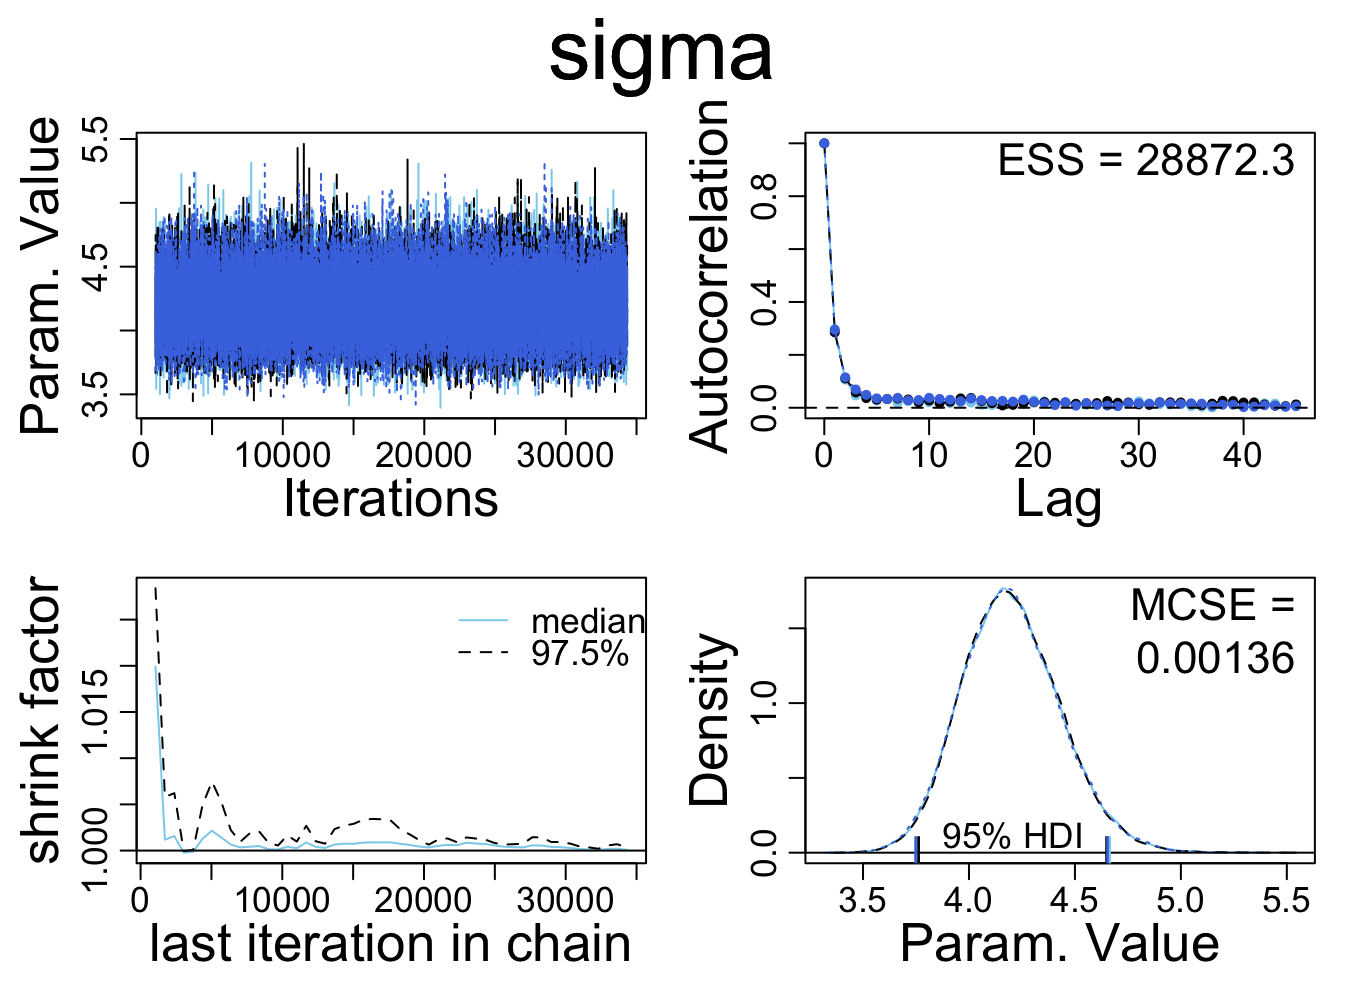 sigma
Param. Value
5.5
4.5
3.5
0
10000
20000
30000
Iterations
Autocorrelation
0.8
0.4
0.0
ESS = 28872.3
0
10
20
30
40
Lag
shrink factor
1.015
1.000
median
97.5%
0
10000
20000
30000
last iteration in chain
Density
1.0
0.0
MCSE =
0.00136
95% HDI
3.5
4.0
4.5
5.0
5.5
Param. Value